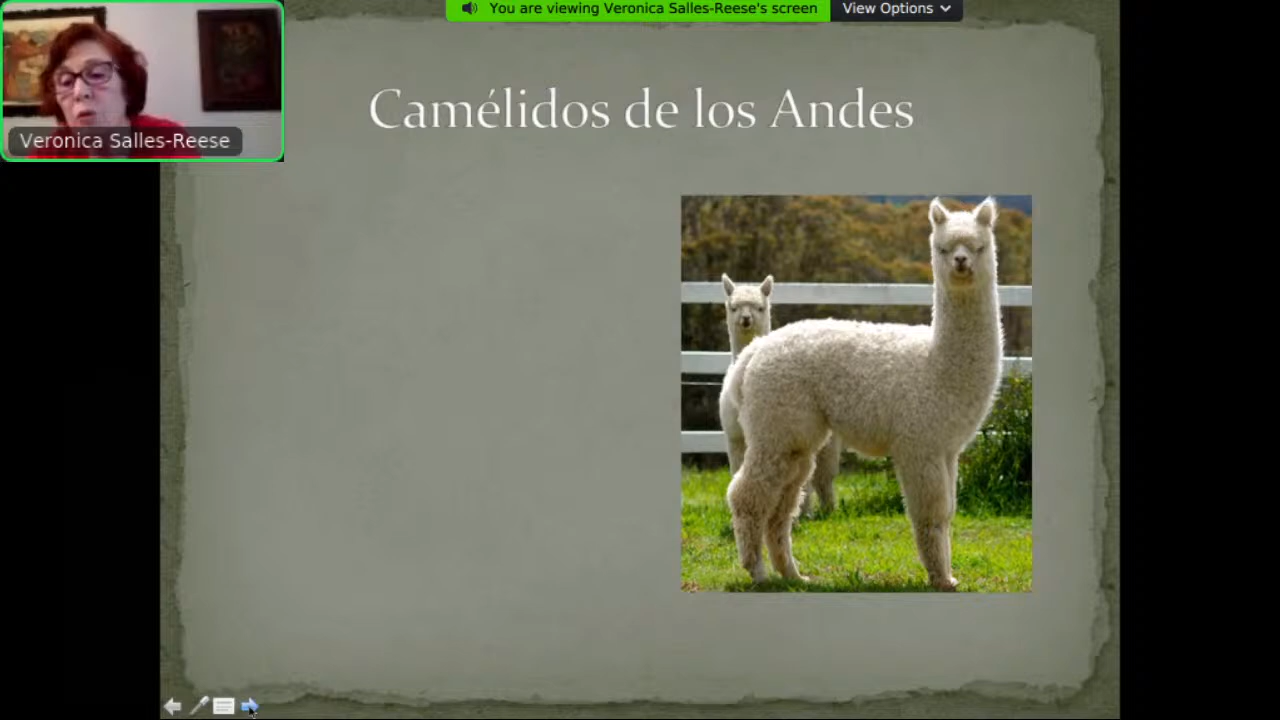 You are viewing Veronica Salles-Reese's screen
View Options
Camélidos de los Andes
Veronica Salles-Reese